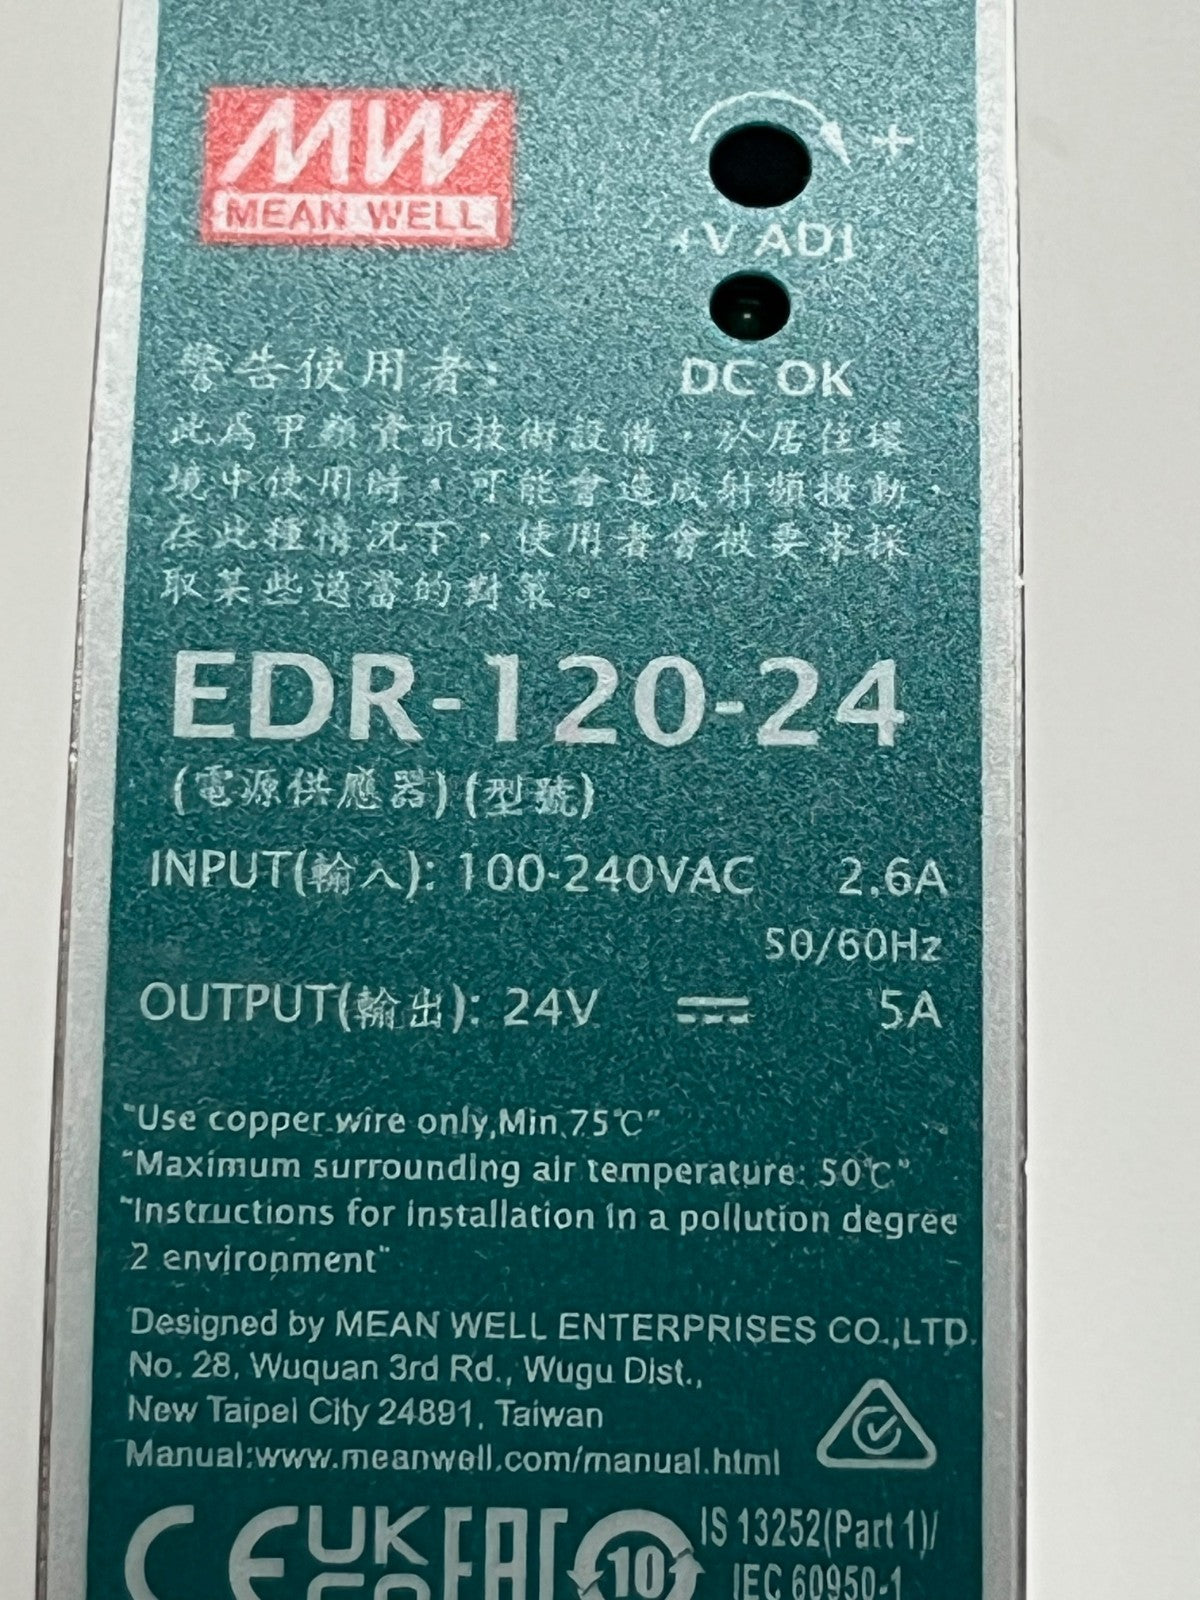 MW
MEAN WELL
+
+V ADJ
DC OK
警告使用者:
此為甲類資訊技術設備，於居住環
境中使用時，可能會造成射頻擾動，
在此種情況下，使用者會被要求採
取某些適當的對策。
EDR-120-24
(電源供應器)(型號)
INPUT(輸入): 100-240VAC 2.6A
50/60Hz
OUTPUT(輸出): 24V ⎓ 5A
"Use copper wire only,Min.75℃"
"Maximum surrounding air temperature: 50℃"
"Instructions for installation in a pollution degree
2 environment"
Designed by MEAN WELL ENTERPRISES CO.,LTD.
No. 28, Wuquan 3rd Rd., Wugu Dist.,
New Taipei City 24891, Taiwan
Manual:www.meanwell.com/manual.html
CE UK CA EAC 10 IS 13252(Part 1)/
IEC 60950-1